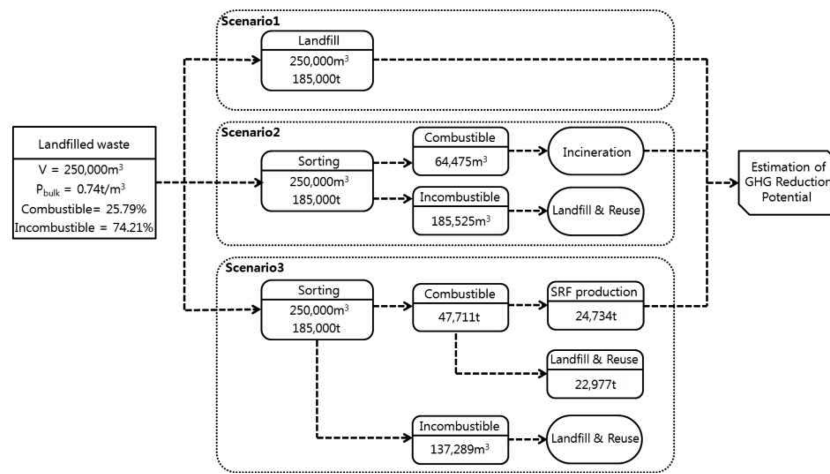 Scenario1
Landfill
250,000m³
185,000t
Landfilled waste
V = 250,000m³
P_bulk = 0.74t/m³
Combustible= 25.79%
Incombustible = 74.21%
Scenario2
Sorting
250,000m³
185,000t
Combustible
64,475m³
Incineration
Incombustible
185,525m³
Landfill & Reuse
Estimation of
GHG Reduction
Potential
Scenario3
Sorting
250,000m³
185,000t
Combustible
47,711t
SRF production
24,734t
Landfill & Reuse
22,977t
Incombustible
137,289m³
Landfill & Reuse